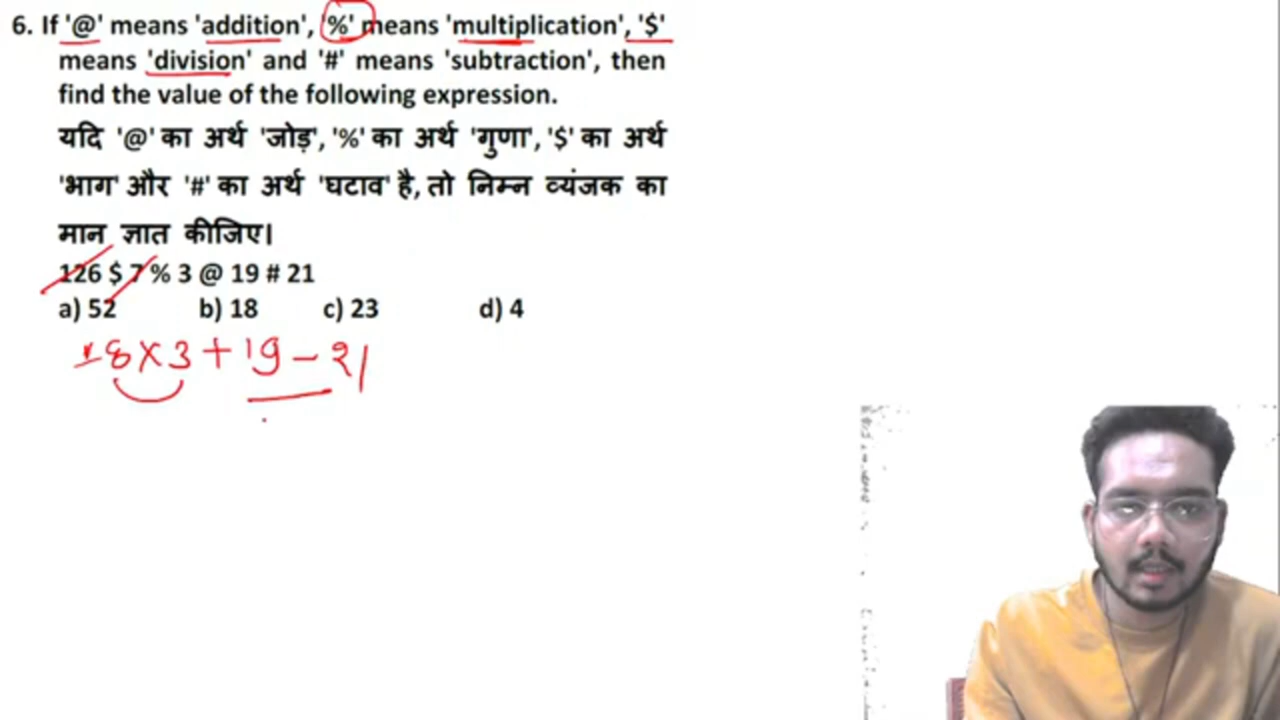 6. If '@' means 'addition', '%' means 'multiplication', '$'
means 'division' and '#' means 'subtraction', then
find the value of the following expression.
यदि '@' का अर्थ 'जोड़', '%' का अर्थ 'गुणा', '$' का अर्थ
'भाग' और '#' का अर्थ 'घटाव' है, तो निम्न व्यंजक का
मान ज्ञात कीजिए।
126 $ 7 % 3 @ 19 # 21
a) 52 b) 18 c) 23 d) 4
18 × 3 + 19 - 21